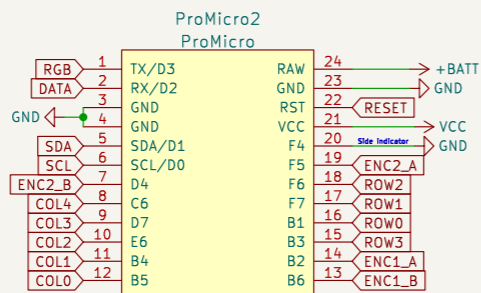 ProMicro2
ProMicro
RGB 1 TX/D3 RAW 24 +BATT
DATA 2 RX/D2 GND 23 GND
3 GND RST 22 RESET
GND 4 GND VCC 21 VCC
SDA 5 SDA/D1 F4 20 Side indicator GND
SCL 6 SCL/D0 F5 19 ENC2_A
ENC2_B 7 D4 F6 18 ROW2
COL4 8 C6 F7 17 ROW1
COL3 9 D7 B1 16 ROW0
COL2 10 E6 B3 15 ROW3
COL1 11 B4 B2 14 ENC1_A
COL0 12 B5 B6 13 ENC1_B